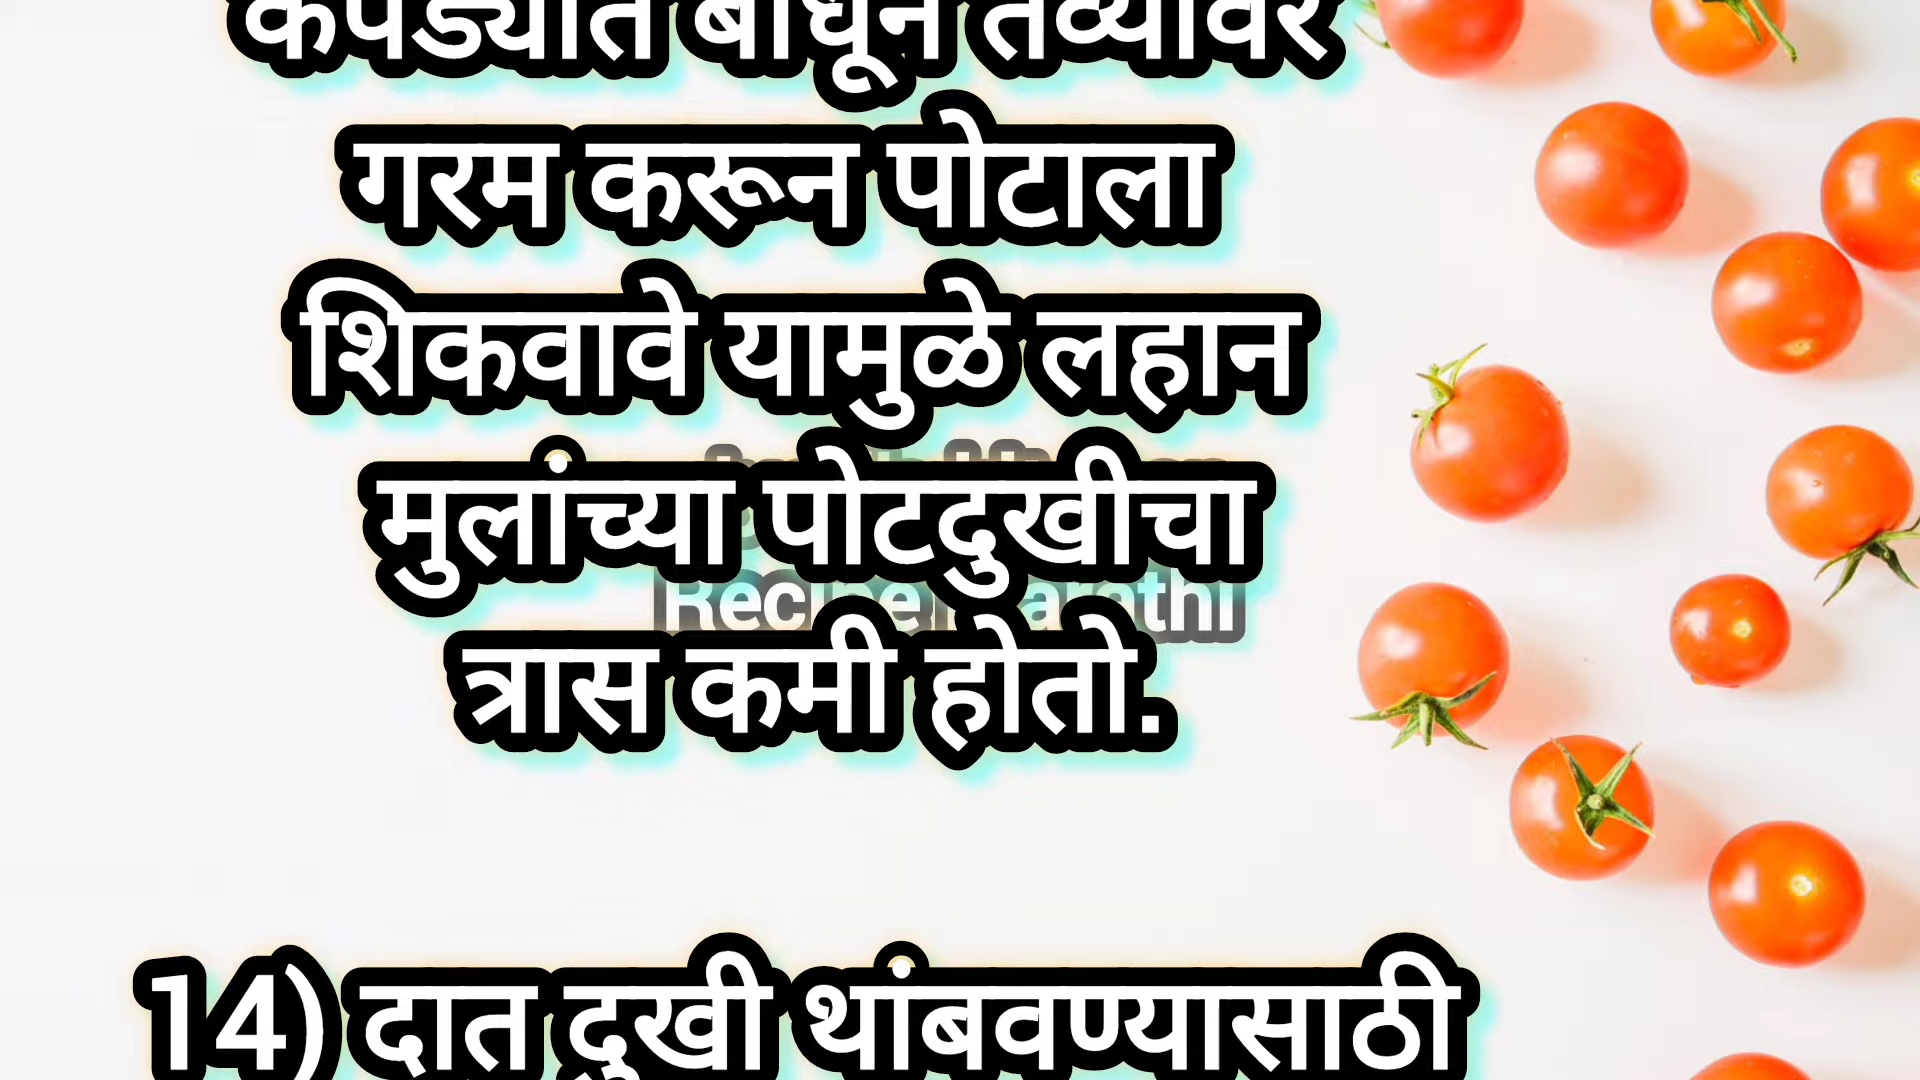 कपड्यात बांधून तव्यावर
गरम करून पोटाला
शिकवावे यामुळे लहान
मुलांच्या पोटदुखीचा
त्रास कमी होतो.
14) दात दुखी थांबवण्यासाठी